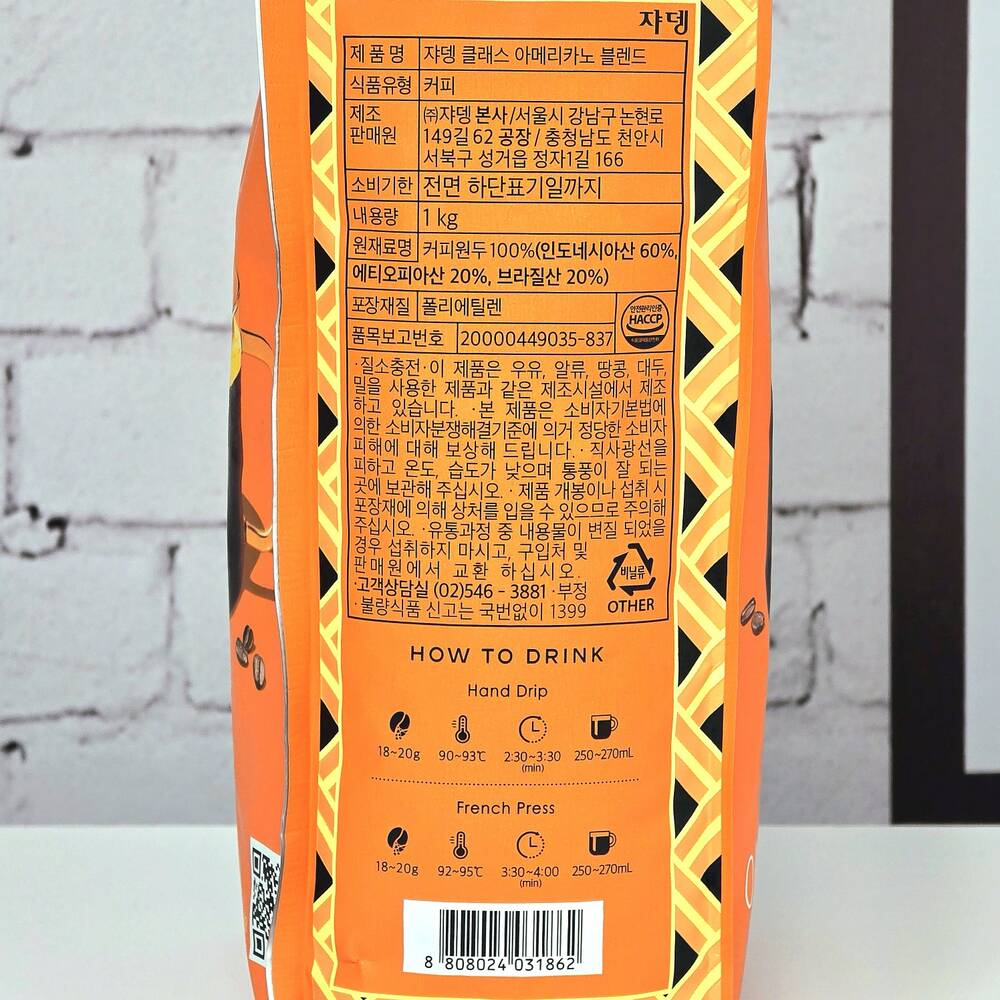 쟈뎅
제 품 명 쟈뎅 클래스 아메리카노 블렌드
식품유형 커피
제조 판매원 ㈜쟈뎅 본사/서울시 강남구 논현로
149길 62 공장 / 충청남도 천안시
서북구 성거읍 정자1길 166
소비기한 전면 하단표기일까지
내용량 1 kg
원재료명 커피원두100%(인도네시아산 60%,
에티오피아산 20%, 브라질산 20%)
포장재질 폴리에틸렌
안전관리인증
HACCP
품목보고번호 20000449035-837
·질소충전·이 제품은 우유, 알류, 땅콩, 대두,
밀을 사용한 제품과 같은 제조시설에서 제조
하고 있습니다. ·본 제품은 소비자기본법에
의한 소비자분쟁해결기준에 의거 정당한 소비자
피해에 대해 보상해 드립니다.· 직사광선을
피하고 온도, 습도가 낮으며 통풍이 잘 되는
곳에 보관해 주십시오. · 제품 개봉이나 섭취 시
포장재에 의해 상처를 입을 수 있으므로 주의해
주십시오. ·유통과정 중 내용물이 변질 되었을
경우 섭취하지 마시고, 구입처 및
판매원에서 교환 하십시오.
·고객상담실 (02)546 - 3881 ·부정
·불량식품 신고는 국번없이 1399
비닐류
OTHER
HOW TO DRINK
Hand Drip
18~20g 90~93℃ 2:30~3:30 250~270mL
(min)
French Press
18~20g 92~95℃ 3:30~4:00 250~270mL
(min)
8 808024 031862